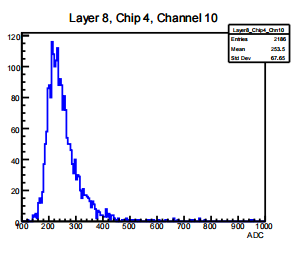 Layer 8, Chip 4, Channel 10
Layer8_Chip4_Chn10
Entries 2186
Mean 253.5
Std Dev 67.65
120
100
80
60
40
20
0
100 200 300 400 500 600 700 800 900 1000
ADC